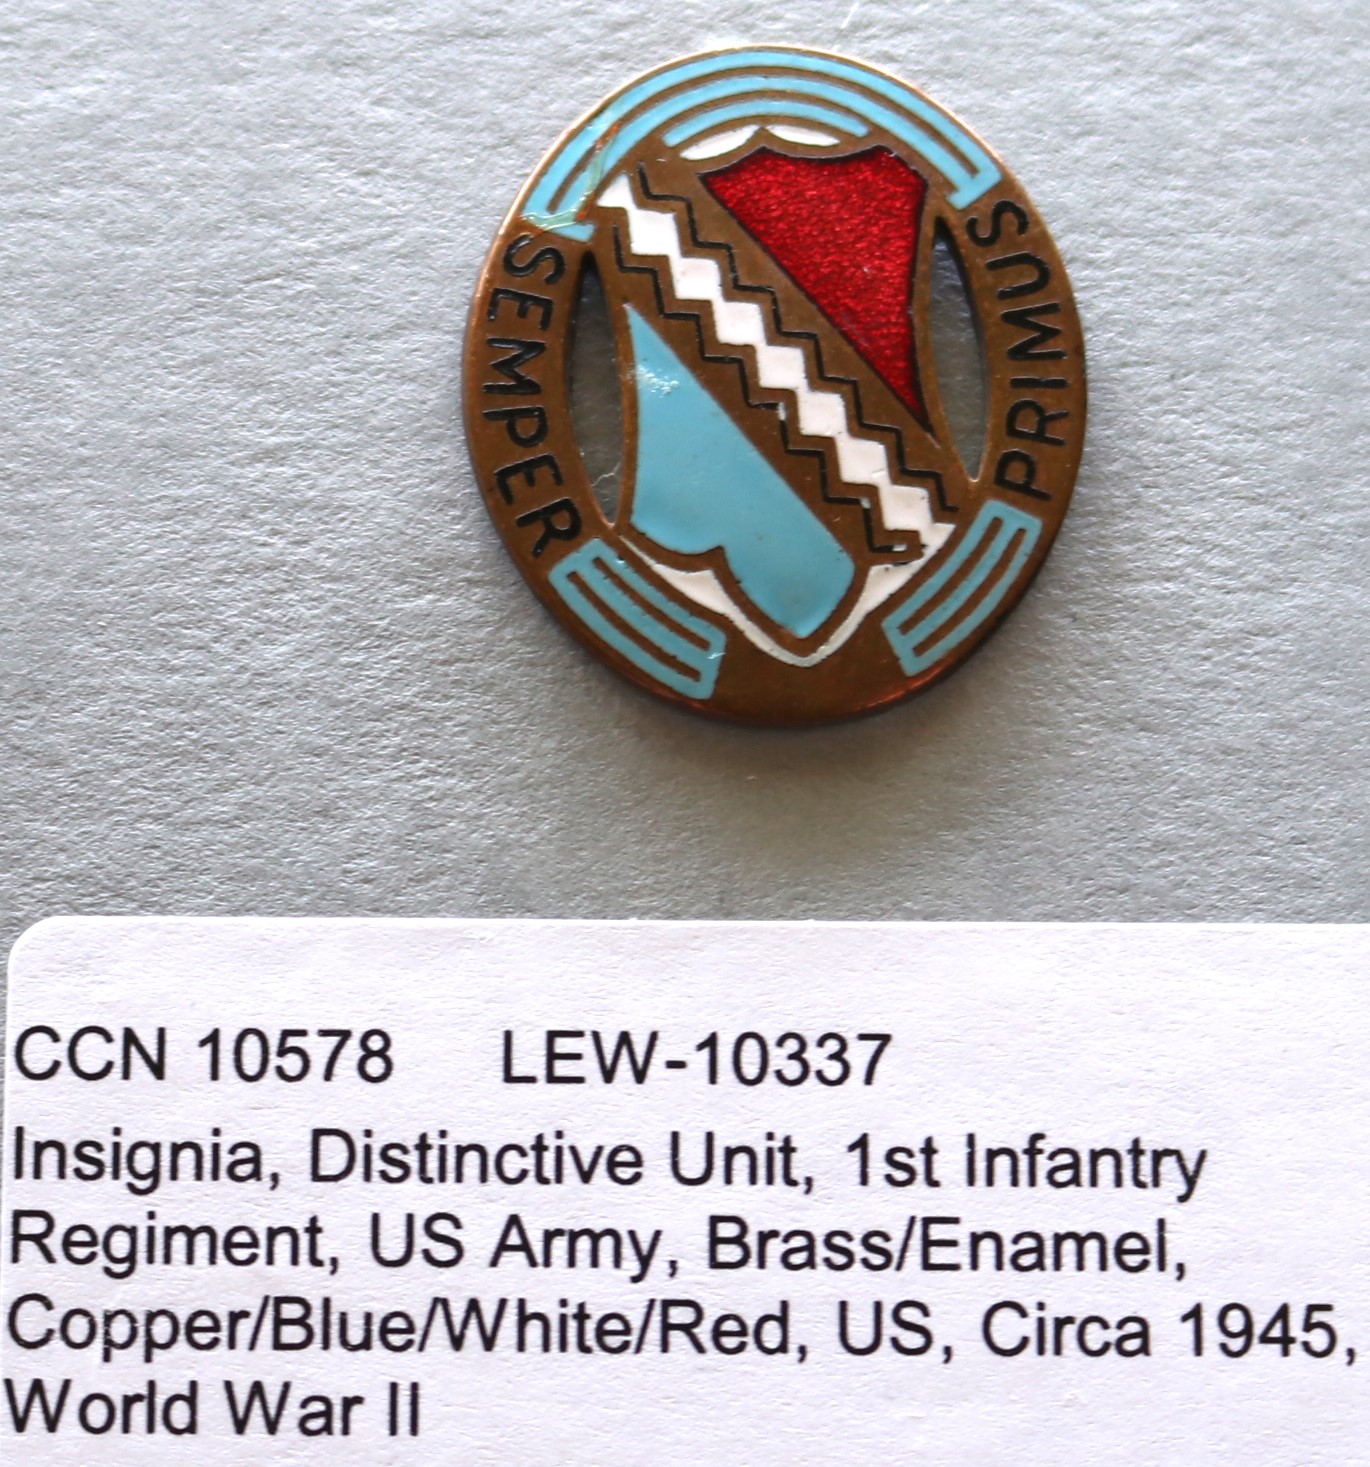 SEMPER PRIMUS
CCN 10578 LEW-10337
Insignia, Distinctive Unit, 1st Infantry
Regiment, US Army, Brass/Enamel,
Copper/Blue/White/Red, US, Circa 1945,
World War II